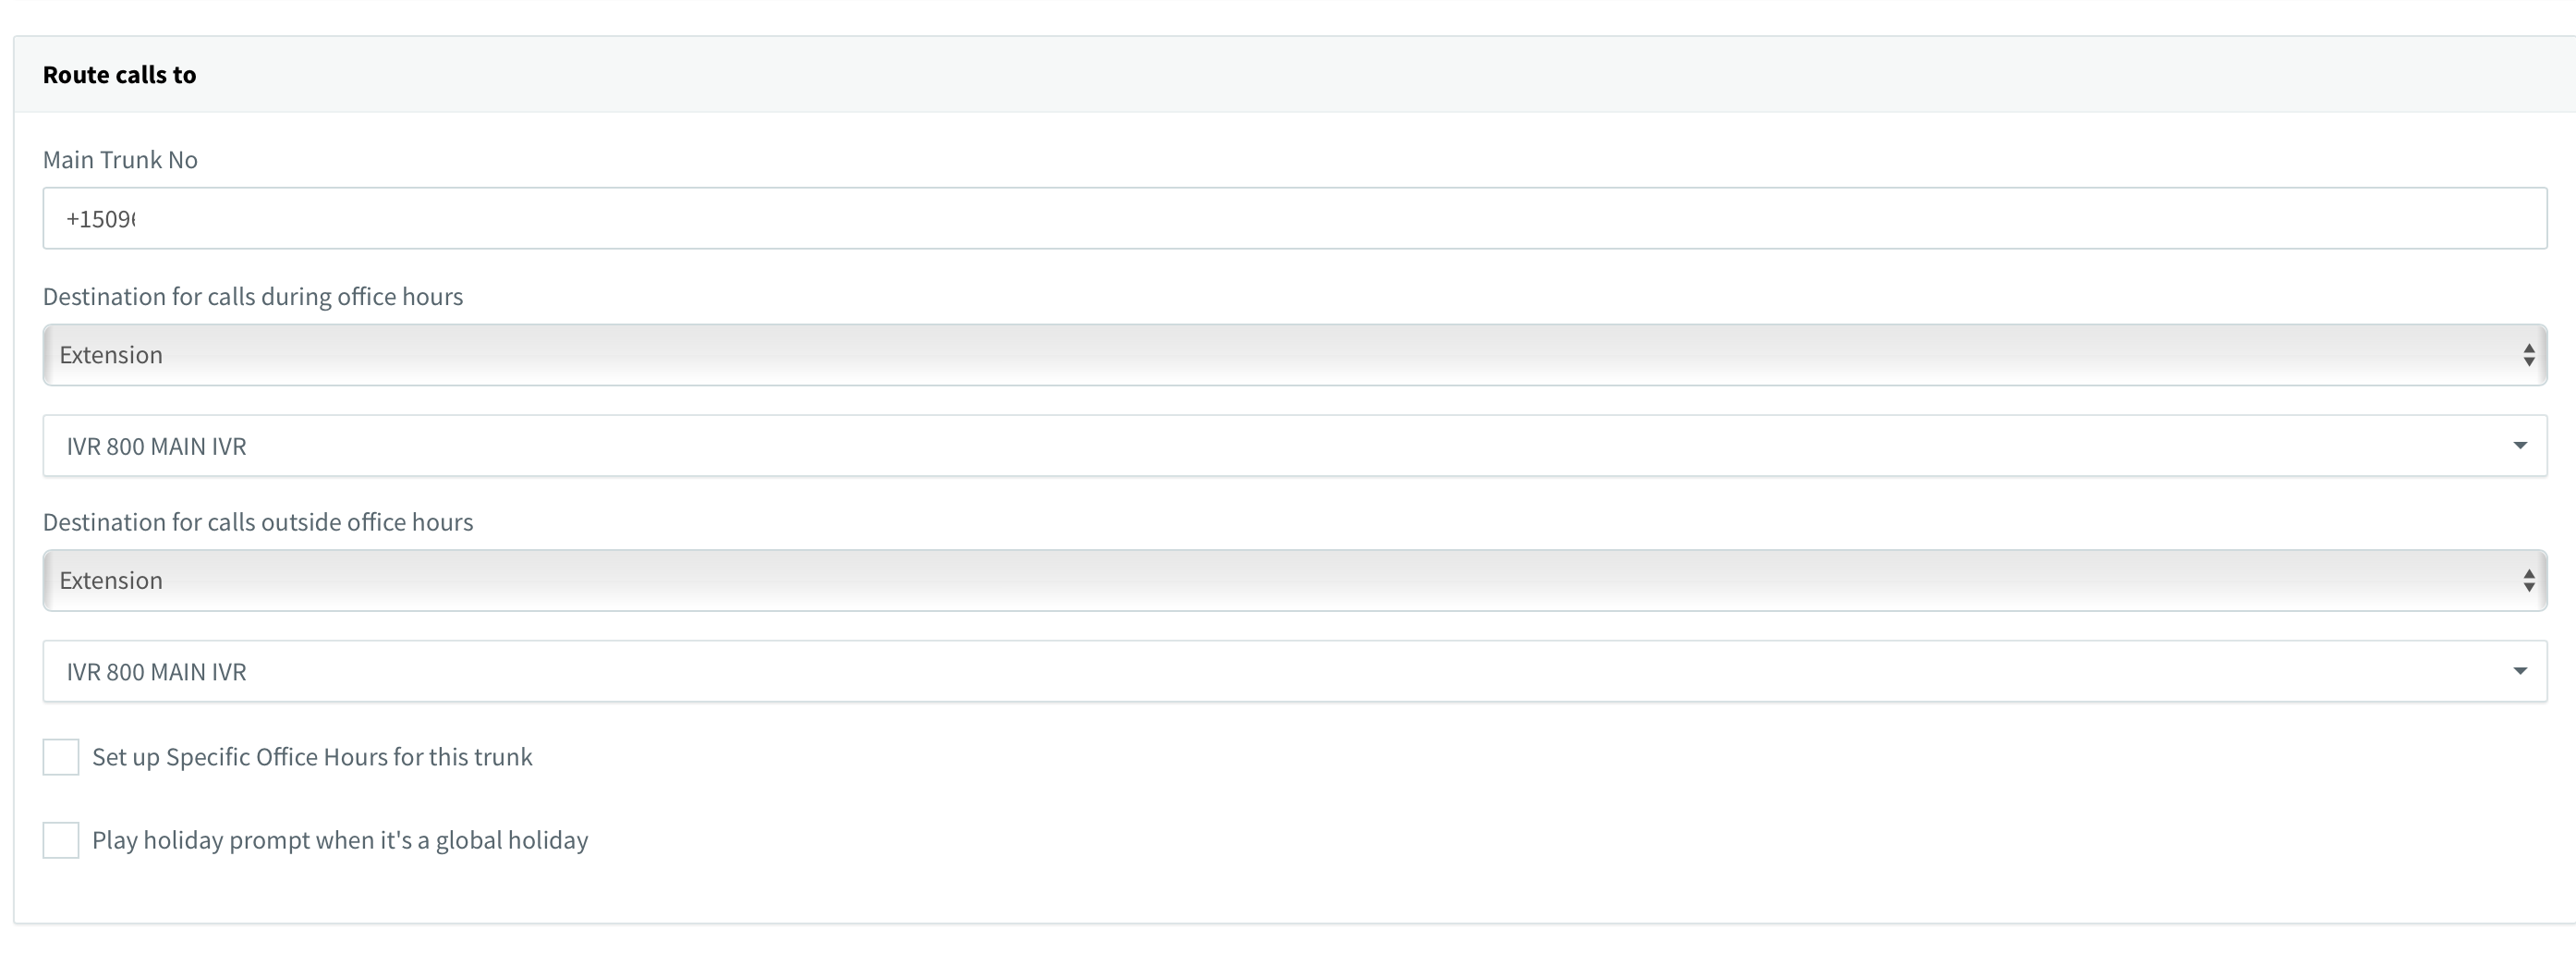 Route calls to
Main Trunk No
+1509
Destination for calls during office hours
Extension
IVR 800 MAIN IVR
Destination for calls outside office hours
Extension
IVR 800 MAIN IVR
Set up Specific Office Hours for this trunk
Play holiday prompt when it's a global holiday